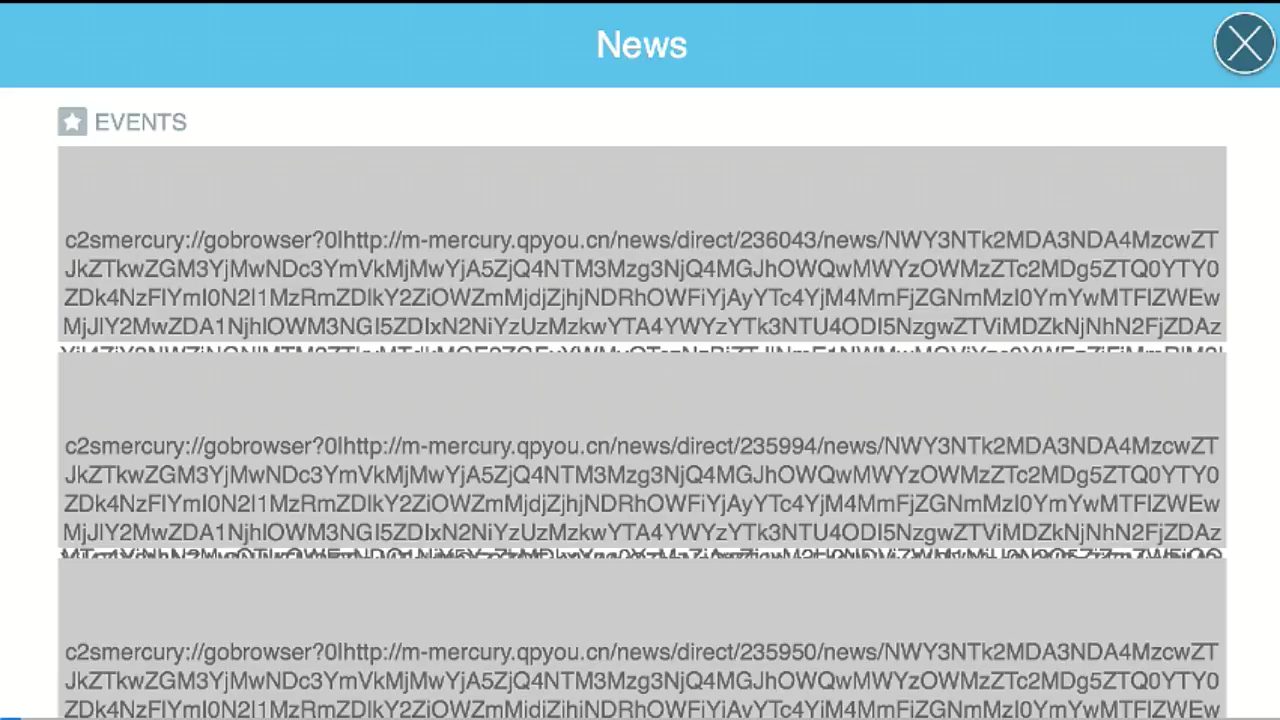 News
EVENTS
c2smercury://gobrowser?0lhttp://m-mercury.qpyou.cn/news/direct/236043/news/NWY3NTk2MDA3NDA4MzcwZT
JkZTkwZGM3YjMwNDc3YmVkMjMwYjA5ZjQ4NTM3Mzg3NjQ4MGJhOWQwMWYzOWMzZTc2MDg5ZTQ0YTY0
ZDk4NzFlYmI0N2I1MzRmZDlkY2ZiOWZmMjdjZjhjNDRhOWFiYjAyYTc4YjM4MmFjZGNmMzI0YmYwMTFlZWEw
MjJlY2MwZDA1NjhlOWM3NGI5ZDIxN2NiYzUzMzkwYTA4YWYzYTk3NTU4ODI5NzgwZTViMDZkNjNhN2FjZDAz
c2smercury://gobrowser?0lhttp://m-mercury.qpyou.cn/news/direct/235994/news/NWY3NTk2MDA3NDA4MzcwZT
JkZTkwZGM3YjMwNDc3YmVkMjMwYjA5ZjQ4NTM3Mzg3NjQ4MGJhOWQwMWYzOWMzZTc2MDg5ZTQ0YTY0
ZDk4NzFlYmI0N2I1MzRmZDlkY2ZiOWZmMjdjZjhjNDRhOWFiYjAyYTc4YjM4MmFjZGNmMzI0YmYwMTFlZWEw
MjJlY2MwZDA1NjhlOWM3NGI5ZDIxN2NiYzUzMzkwYTA4YWYzYTk3NTU4ODI5NzgwZTViMDZkNjNhN2FjZDAz
c2smercury://gobrowser?0lhttp://m-mercury.qpyou.cn/news/direct/235950/news/NWY3NTk2MDA3NDA4MzcwZT
JkZTkwZGM3YjMwNDc3YmVkMjMwYjA5ZjQ4NTM3Mzg3NjQ4MGJhOWQwMWYzOWMzZTc2MDg5ZTQ0YTY0
ZDk4NzFlYmI0N2I1MzRmZDlkY2ZiOWZmMjdjZjhjNDRhOWFiYjAyYTc4YjM4MmFjZGNmMzI0YmYwMTFlZWEw